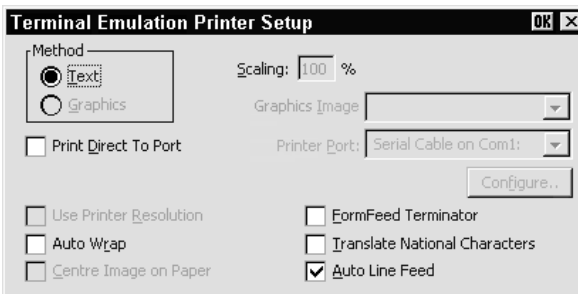 Terminal Emulation Printer Setup OK
Method
Text
Graphics
Scaling: 100 %
Graphics Image
Print Direct To Port
Printer Port: Serial Cable on Com1:
Configure..
Use Printer Resolution
FormFeed Terminator
Auto Wrap
Translate National Characters
Centre Image on Paper
Auto Line Feed